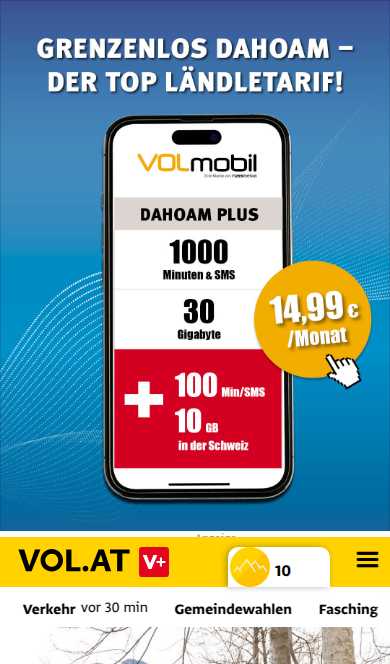 GRENZENLOS DAHOAM –
DER TOP LÄNDLETARIF!
VOLmobil
DAHOAM PLUS
1000
Minuten & SMS
30
Gigabyte
14,99 €
/Monat
100 Min/SMS
10 GB
in der Schweiz
Anzeige
VOL.AT V+
10
Verkehr vor 30 min Gemeindewahlen Fasching